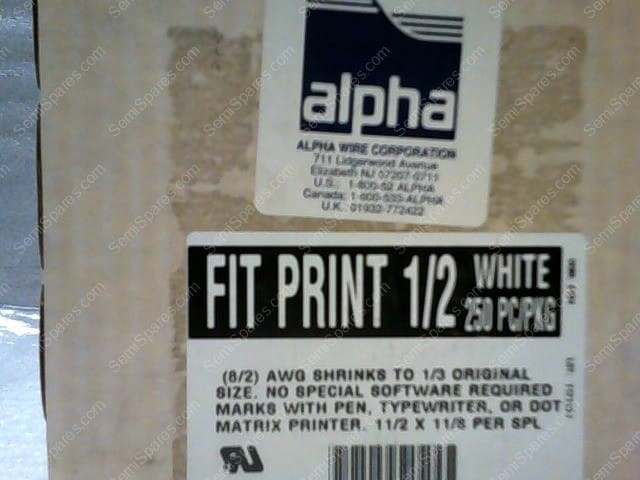 alpha
ALPHA WIRE CORPORATION
711 Lidgerwood Avenue
Elizabeth NJ 07207-0711
U.S.: 1-800-52 ALPHA
Canada: 1-800-533-ALPHA
U.K.: 01932-772422
FIT PRINT 1/2
WHITE
250 PC/PKG
(8/2) AWG SHRINKS TO 1/3 ORIGINAL
SIZE. NO SPECIAL SOFTWARE REQUIRED
MARKS WITH PEN, TYPEWRITER, OR DOT
MATRIX PRINTER. 11/2 X 11/8 PER SPL
SemiSpares.com